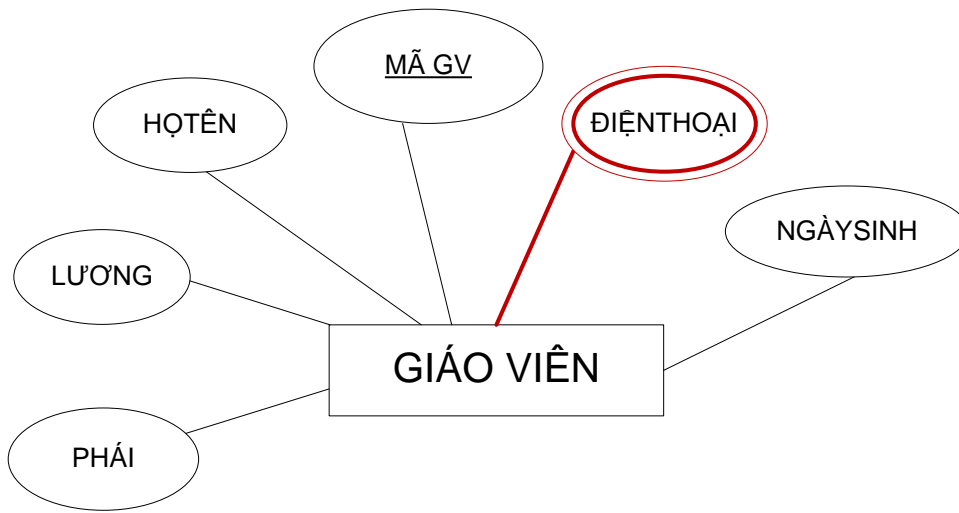 MÃ GV
ĐIỆNTHOẠI
HỌTÊN
NGÀYSINH
LƯƠNG
GIÁO VIÊN
PHÁI